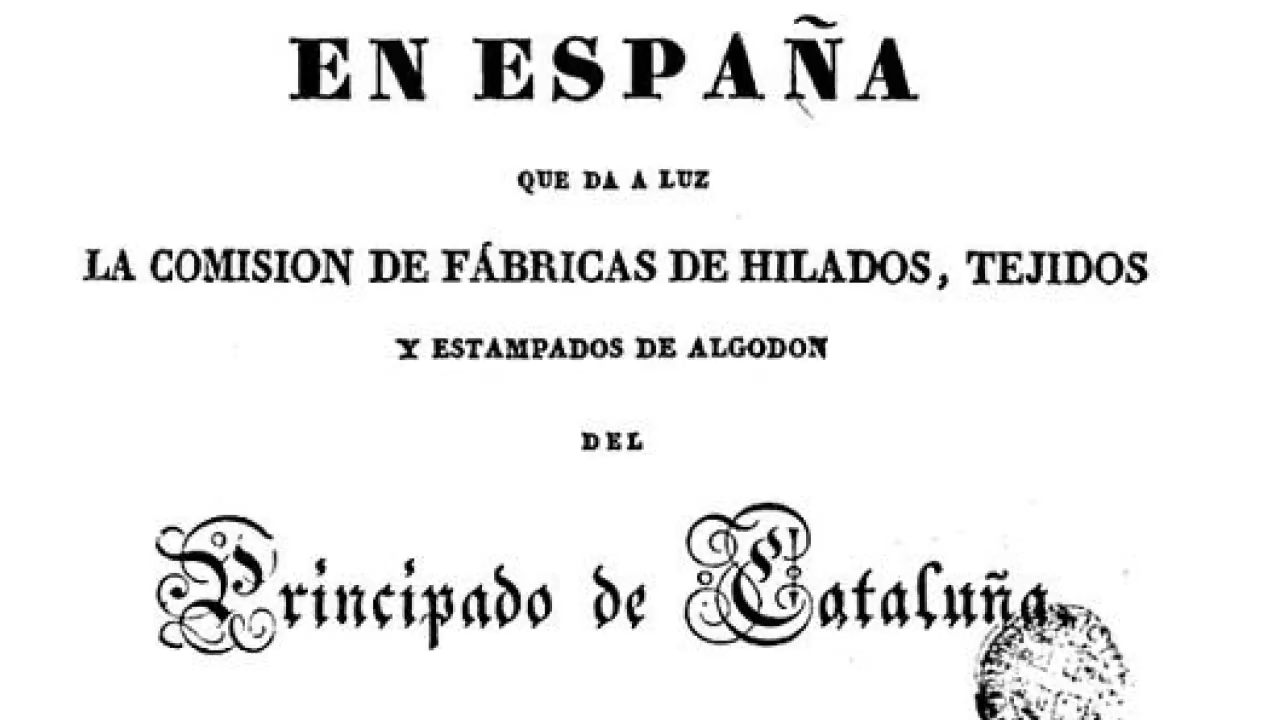 EN ESPAÑA
QUE DA A LUZ
LA COMISION DE FÁBRICAS DE HILADOS, TEJIDOS
Y ESTAMPADOS DE ALGODON
DEL
Principado de Cataluña.